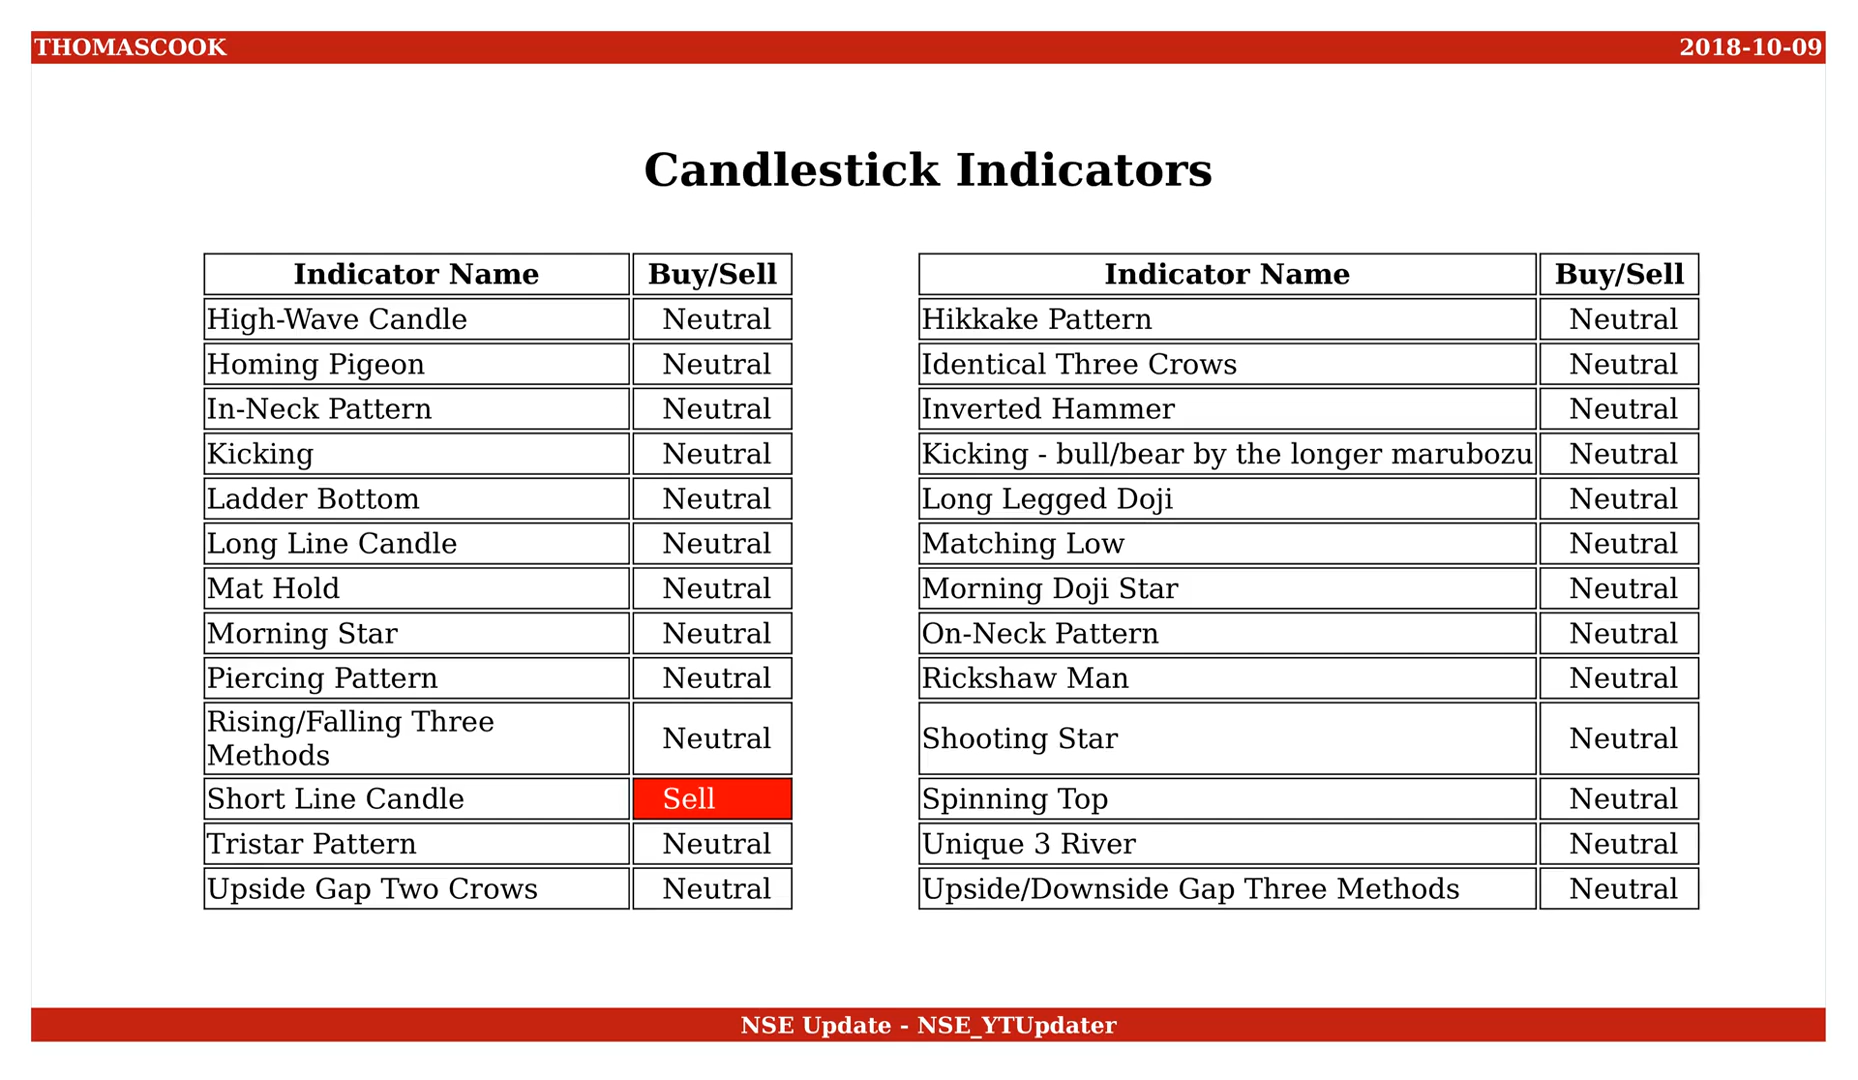 THOMASCOOK 2018-10-09
Candlestick Indicators
Indicator Name Buy/Sell
High-Wave Candle Neutral
Homing Pigeon Neutral
In-Neck Pattern Neutral
Kicking Neutral
Ladder Bottom Neutral
Long Line Candle Neutral
Mat Hold Neutral
Morning Star Neutral
Piercing Pattern Neutral
Rising/Falling Three
Methods Neutral
Short Line Candle Sell
Tristar Pattern Neutral
Upside Gap Two Crows Neutral
Indicator Name Buy/Sell
Hikkake Pattern Neutral
Identical Three Crows Neutral
Inverted Hammer Neutral
Kicking - bull/bear by the longer marubozu Neutral
Long Legged Doji Neutral
Matching Low Neutral
Morning Doji Star Neutral
On-Neck Pattern Neutral
Rickshaw Man Neutral
Shooting Star Neutral
Spinning Top Neutral
Unique 3 River Neutral
Upside/Downside Gap Three Methods Neutral
NSE Update - NSE_YTUpdater